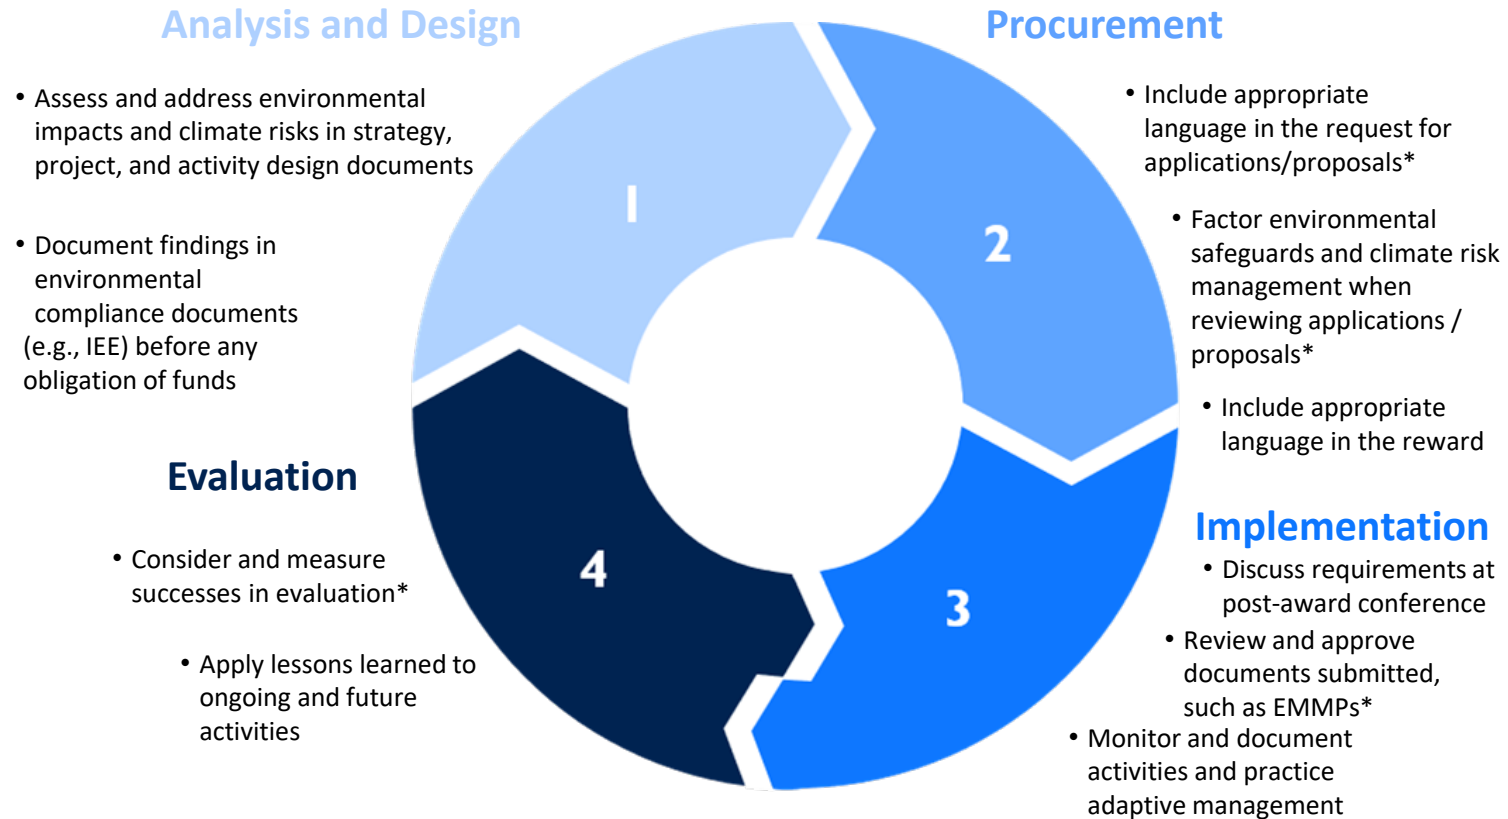 Analysis and Design
• Assess and address environmental
impacts and climate risks in strategy,
project, and activity design documents
• Document findings in
environmental
compliance documents
(e.g., IEE) before any
obligation of funds
1
Procurement
• Include appropriate
language in the request for
applications/proposals*
• Factor environmental
safeguards and climate risk
management when
reviewing applications /
proposals*
• Include appropriate
language in the reward
2
Implementation
• Discuss requirements at
post-award conference
• Review and approve
documents submitted,
such as EMMPs*
• Monitor and document
activities and practice
adaptive management
3
Evaluation
• Consider and measure
successes in evaluation*
• Apply lessons learned to
ongoing and future
activities
4